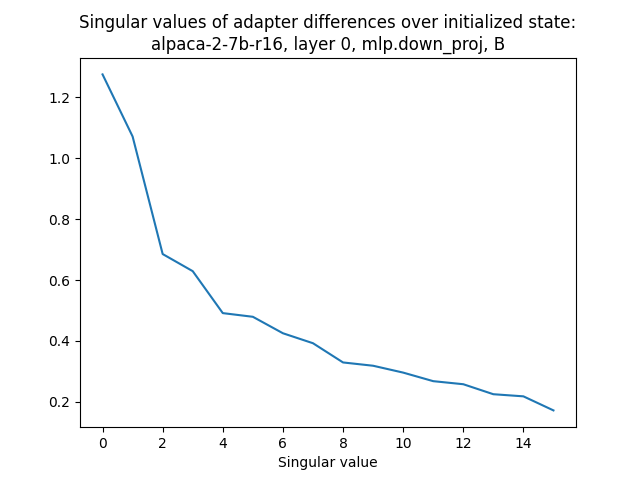 Singular values of adapter differences over initialized state:
alpaca-2-7b-r16, layer 0, mlp.down_proj, B
1.2
1.0
0.8
0.6
0.4
0.2
0 2 4 6 8 10 12 14
Singular value